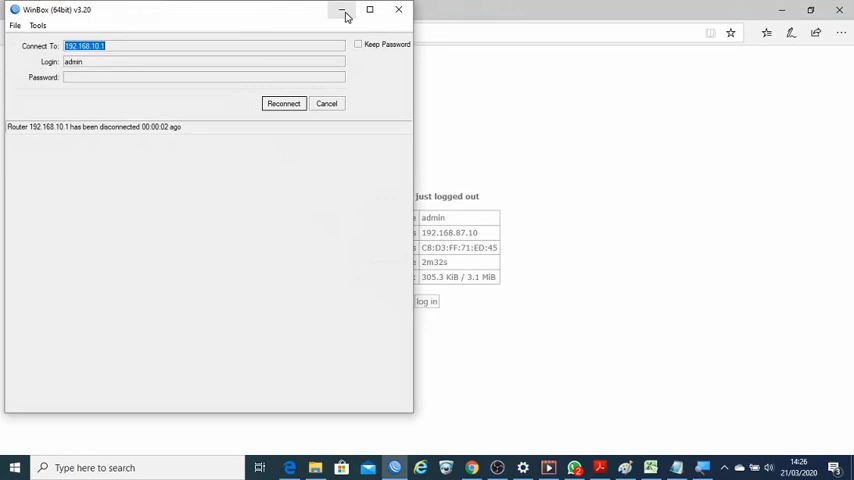 WinBox (64bit) v3.20
File Tools
Connect To: 192.168.10.1
Keep Password
Login: admin
Password:
Reconnect Cancel
Router 192.168.10.1 has been disconnected 00:00:02 ago
just logged out
admin
192.168.87.10
C8:D3:FF:71:ED:45
2m32s
305.3 KiB / 3.1 MiB
log in
Type here to search
14:26
21/03/2020
3